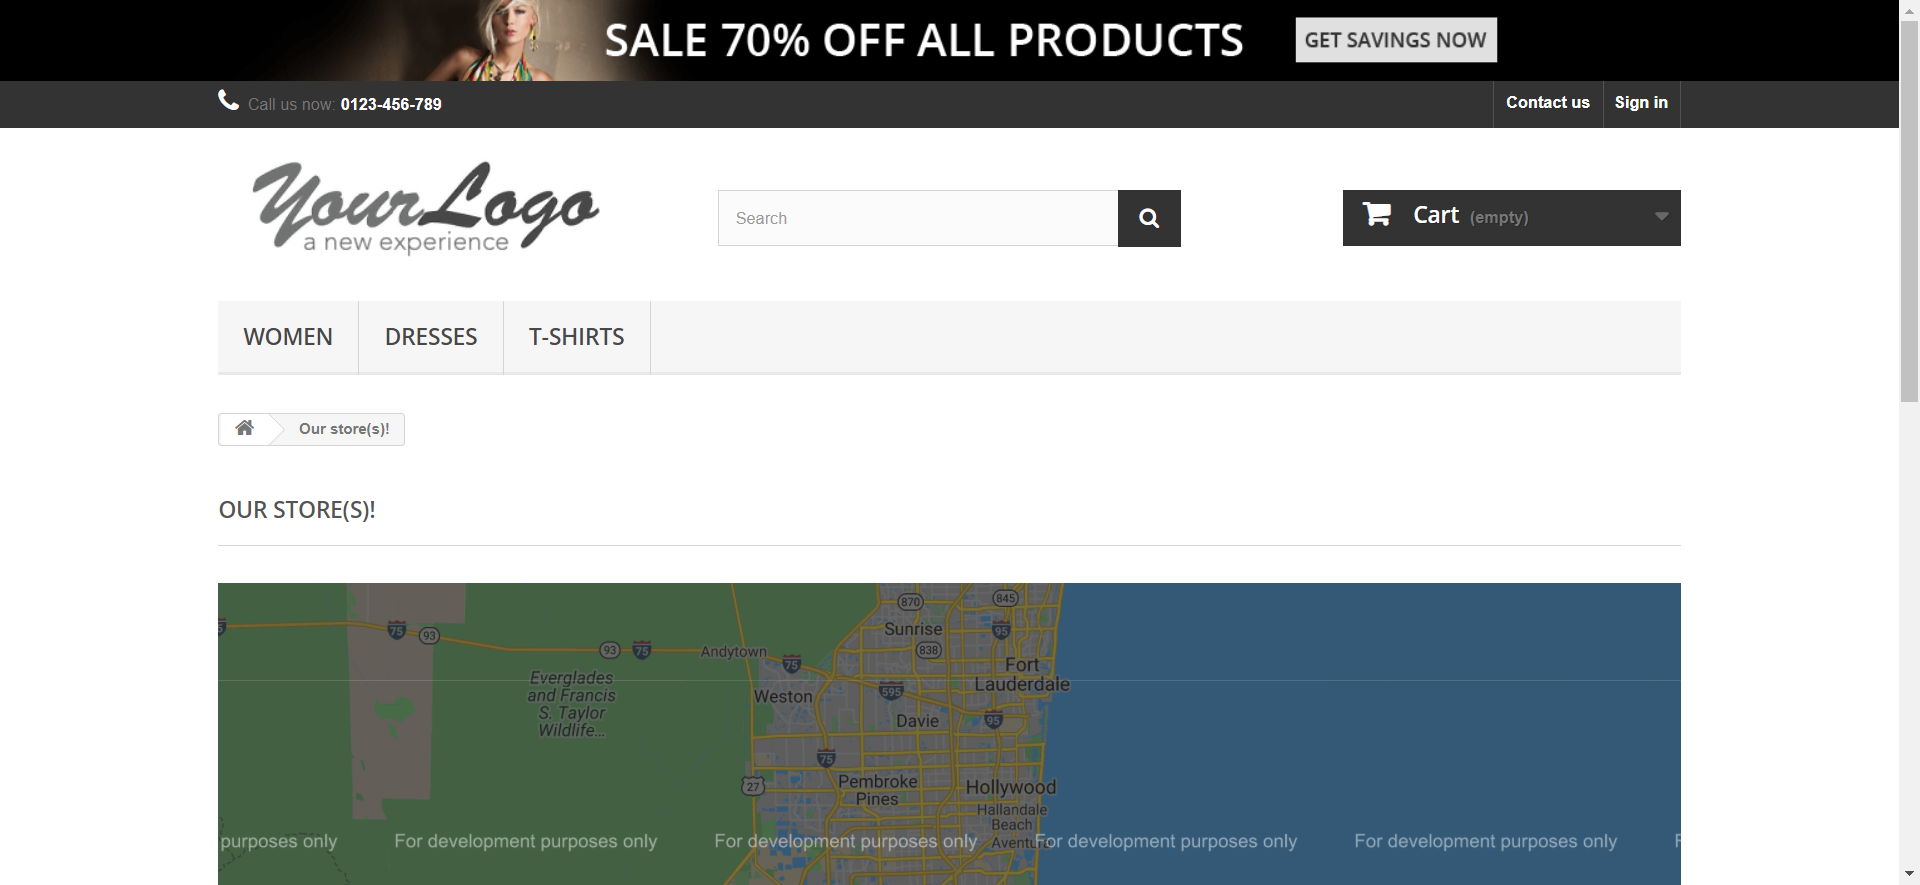 SALE 70% OFF ALL PRODUCTS GET SAVINGS NOW
Call us now: 0123-456-789 Contact us Sign in
YourLogo
a new experience
Search
Cart (empty)
WOMEN DRESSES T-SHIRTS
Our store(s)!
OUR STORE(S)!
870 845
75 93 Sunrise 95
93 75 Andytown 838
75 Fort
Lauderdale
Everglades
and Francis
S. Taylor
Wildlife...
Weston 595
Davie 95
75
27 Pembroke
Pines
Hollywood
Hallandale
Beach
Aventura
purposes only For development purposes only For development purposes only For development purposes only For development purposes only F